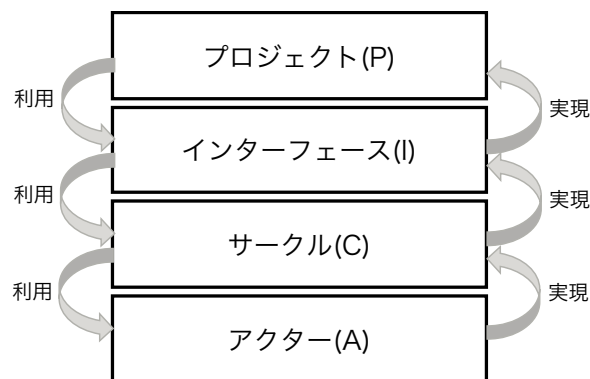 プロジェクト(P)
利用
実現
インターフェース(I)
利用
実現
サークル(C)
利用
実現
アクター(A)